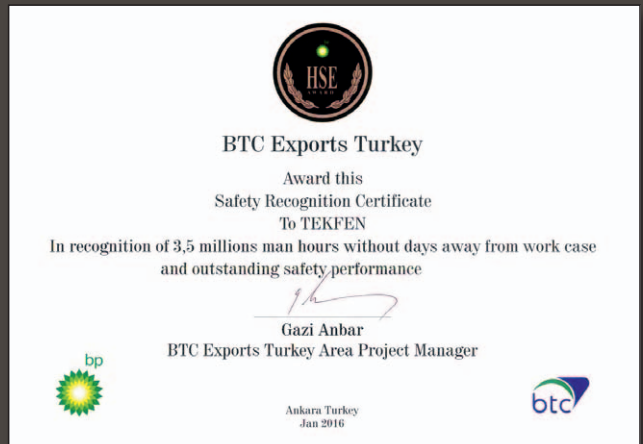 HSE
AWARD
BTC Exports Turkey
Award this
Safety Recognition Certificate
To TEKFEN
In recognition of 3,5 millions man hours without days away from work case
and outstanding safety performance
Gazi Anbar
BTC Exports Turkey Area Project Manager
bp
btc
Ankara Turkey
Jan 2016